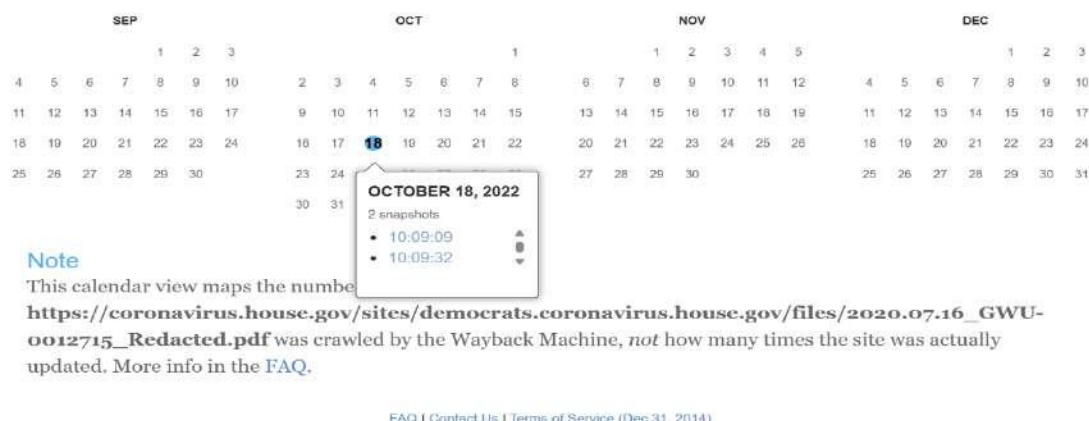 SEP OCT NOV DEC
1 2 3 1 1 2 3 4 5 1 2 3
4 5 6 7 8 9 10 2 3 4 5 6 7 8 6 7 8 9 10 11 12 4 5 6 7 8 9 10
11 12 13 14 15 16 17 9 10 11 12 13 14 15 13 14 15 16 17 18 19 11 12 13 14 15 16 17
18 19 20 21 22 23 24 16 17 18 19 20 21 22 20 21 22 23 24 25 26 18 19 20 21 22 23 24
25 26 27 28 29 30 23 24 27 28 29 30 25 26 27 28 29 30 31
30 31
OCTOBER 18, 2022
2 snapshots
• 10:09:09
• 10:09:32
Note
This calendar view maps the numbe
https://coronavirus.house.gov/sites/democrats.coronavirus.house.gov/files/2020.07.16_GWU-
0012715_Redacted.pdf was crawled by the Wayback Machine, not how many times the site was actually
updated. More info in the FAQ.
FAQ | Contact Us | Terms of Service (Dec 31, 2014)